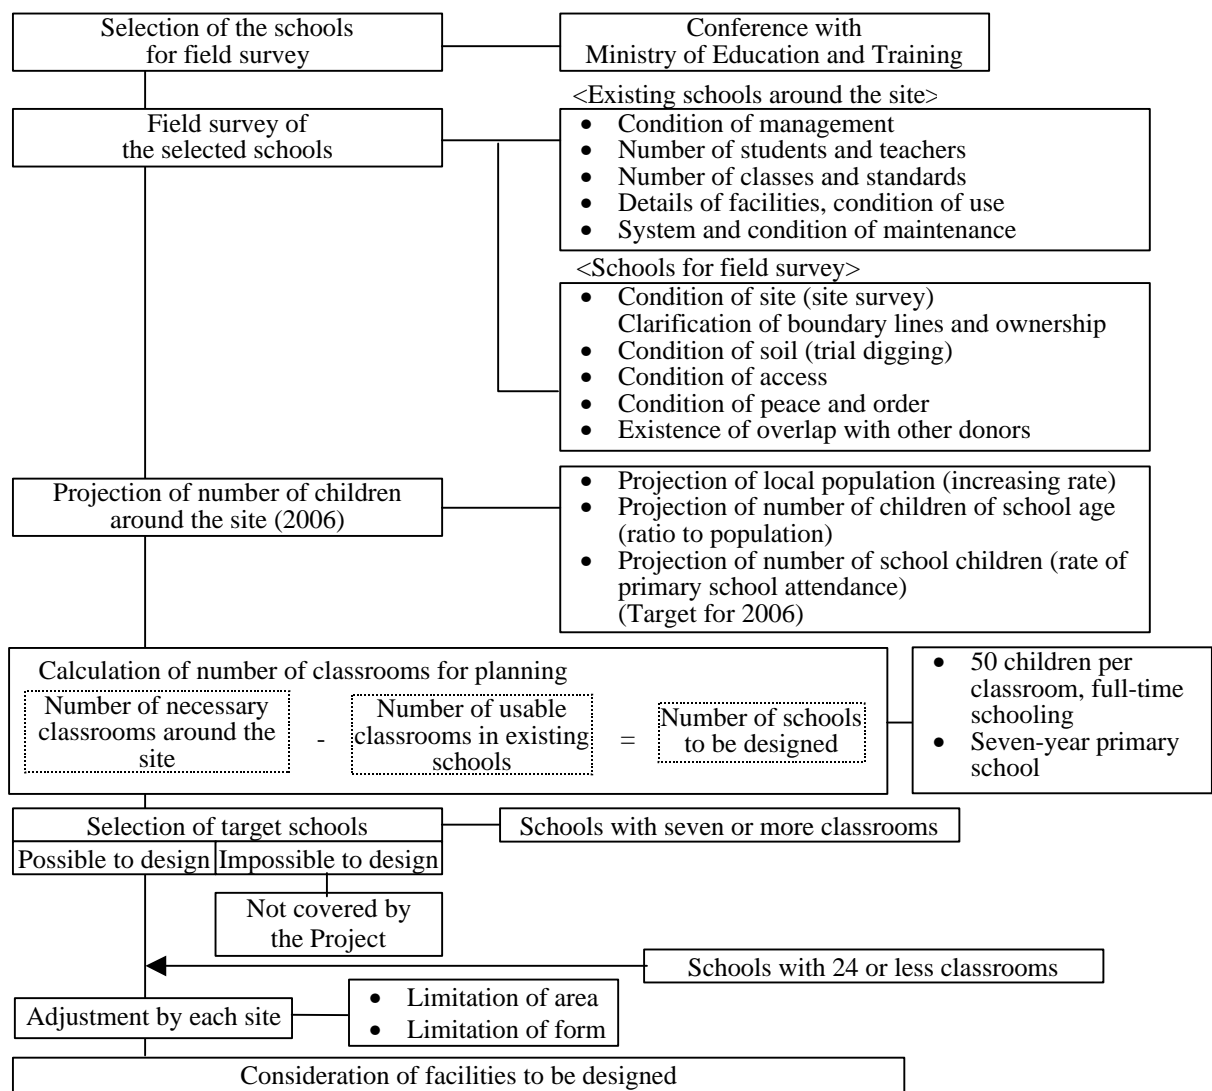 Selection of the schools
for field survey
Conference with
Ministry of Education and Training
<Existing schools around the site>
Field survey of
the selected schools
• Condition of management
• Number of students and teachers
• Number of classes and standards
• Details of facilities, condition of use
• System and condition of maintenance
<Schools for field survey>
• Condition of site (site survey)
Clarification of boundary lines and ownership
• Condition of soil (trial digging)
• Condition of access
• Condition of peace and order
• Existence of overlap with other donors
Projection of number of children
around the site (2006)
• Projection of local population (increasing rate)
• Projection of number of children of school age
(ratio to population)
• Projection of number of school children (rate of
primary school attendance)
(Target for 2006)
Calculation of number of classrooms for planning
Number of necessary
classrooms around the
site
-
Number of usable
classrooms in existing
schools
=
Number of schools
to be designed
• 50 children per
classroom, full-time
schooling
• Seven-year primary
school
Selection of target schools
Schools with seven or more classrooms
Possible to design
Impossible to design
Not covered by
the Project
Schools with 24 or less classrooms
Adjustment by each site
• Limitation of area
• Limitation of form
Consideration of facilities to be designed